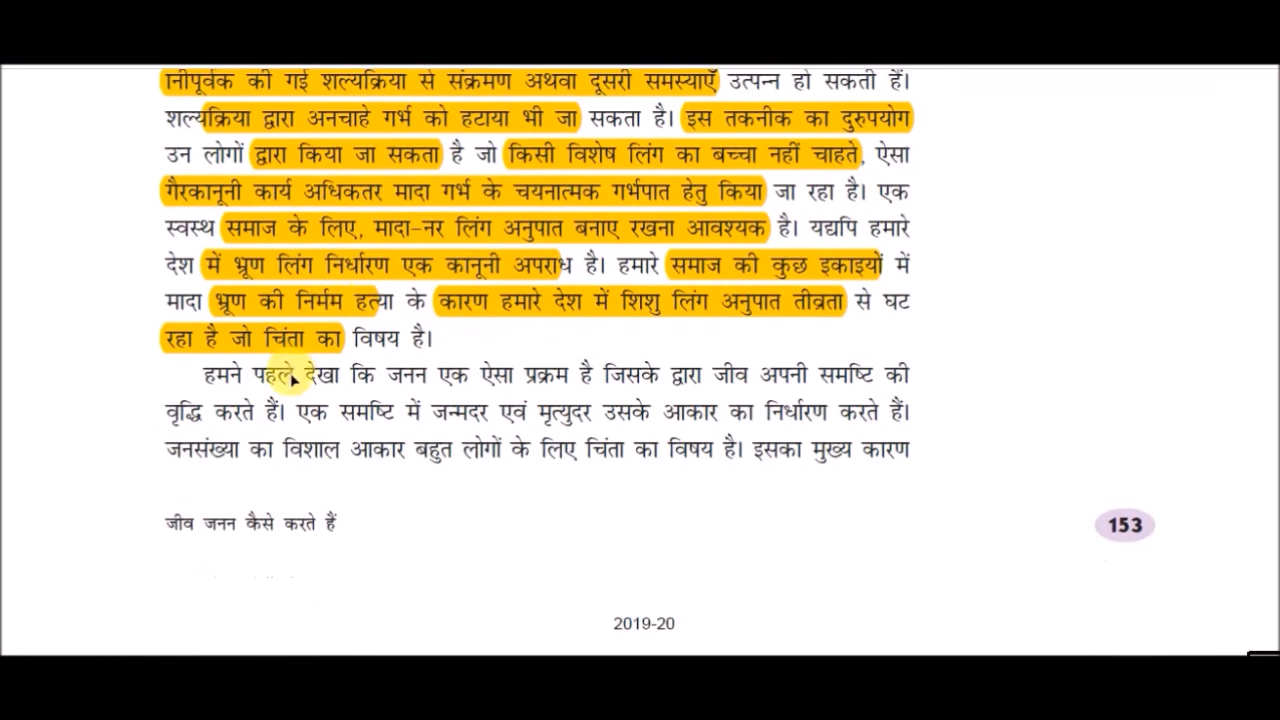 नीपूर्वक की गई शल्यक्रिया से संक्रमण अथवा दूसरी समस्याएँ उत्पन्न हो सकती हैं।
शल्यक्रिया द्वारा अनचाहे गर्भ को हटाया भी जा सकता है। इस तकनीक का दुरुपयोग
उन लोगों द्वारा किया जा सकता है जो किसी विशेष लिंग का बच्चा नहीं चाहते, ऐसा
गैरकानूनी कार्य अधिकतर मादा गर्भ के चयनात्मक गर्भपात हेतु किया जा रहा है। एक
स्वस्थ समाज के लिए, मादा-नर लिंग अनुपात बनाए रखना आवश्यक है। यद्यपि हमारे
देश में भ्रूण लिंग निर्धारण एक कानूनी अपराध है। हमारे समाज की कुछ इकाइयों में
मादा भ्रूण की निर्मम हत्या के कारण हमारे देश में शिशु लिंग अनुपात तीव्रता से घट
रहा है जो चिंता का विषय है।
हमने पहले देखा कि जनन एक ऐसा प्रक्रम है जिसके द्वारा जीव अपनी समष्टि की
वृद्धि करते हैं। एक समष्टि में जन्मदर एवं मृत्युदर उसके आकार का निर्धारण करते हैं।
जनसंख्या का विशाल आकार बहुत लोगों के लिए चिंता का विषय है। इसका मुख्य कारण
जीव जनन कैसे करते हैं
153
2019-20